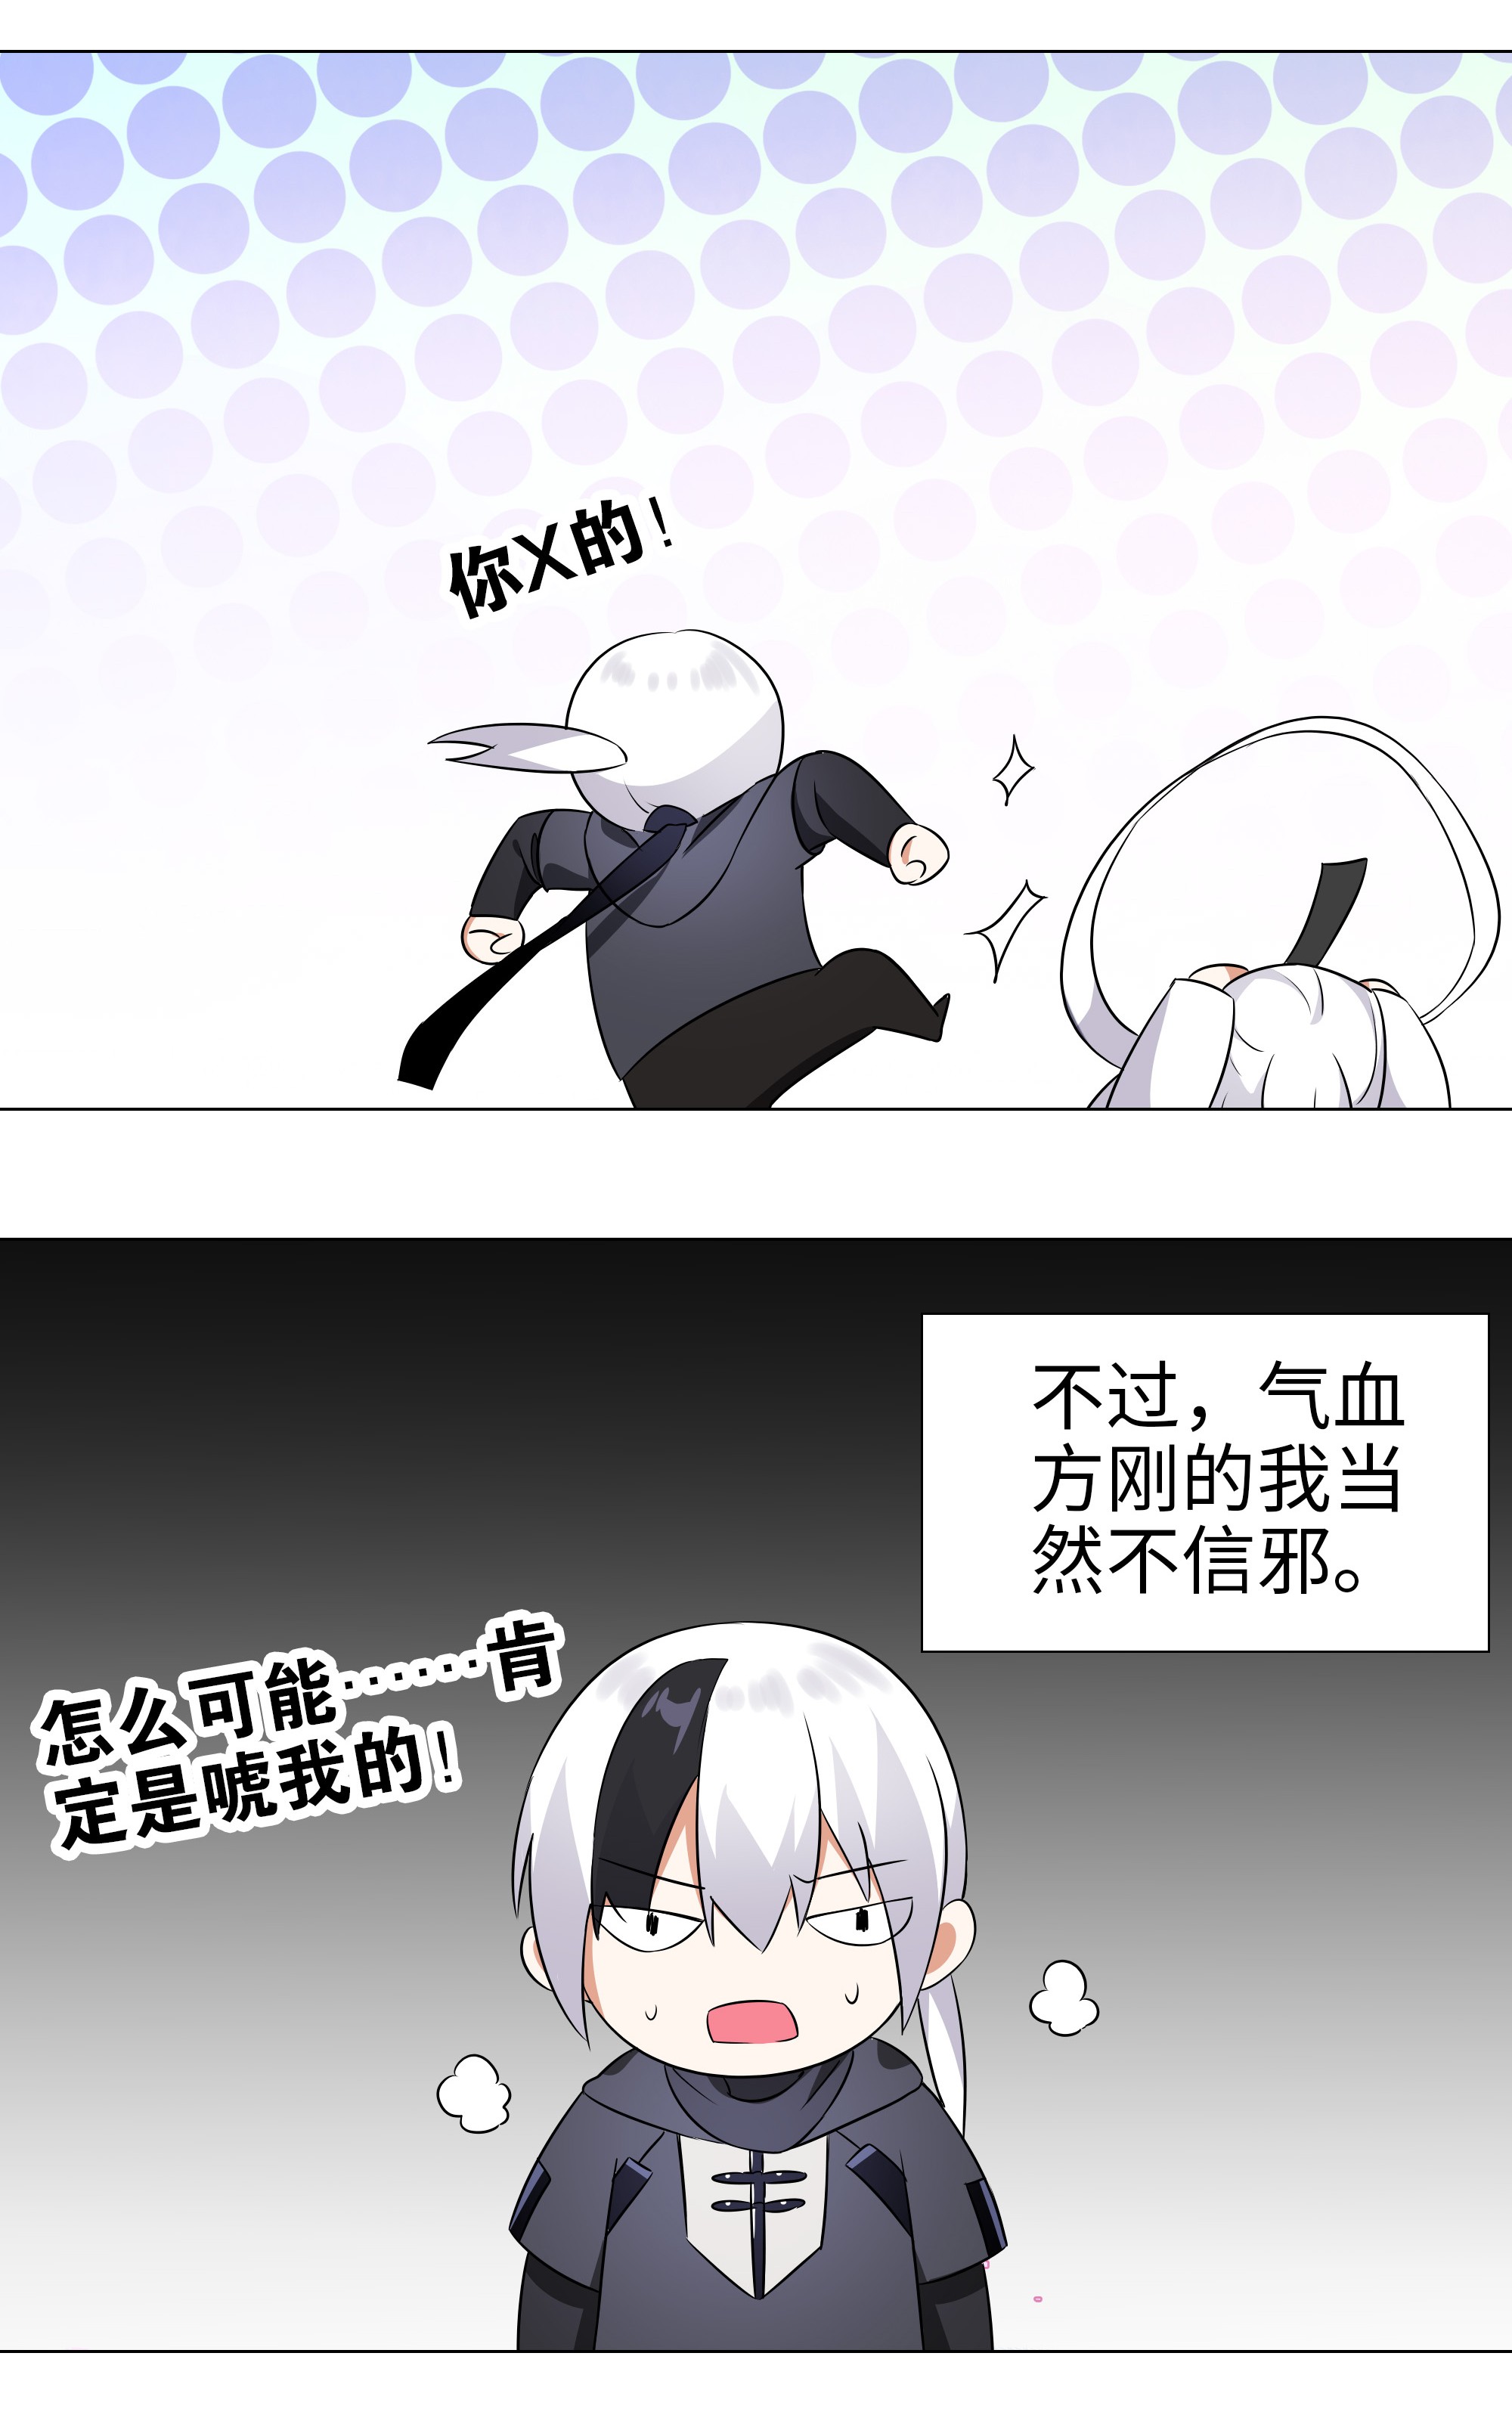 你X的！
不过，气血
方刚的我当
然不信邪。
怎么可能……肯
定是唬我的！